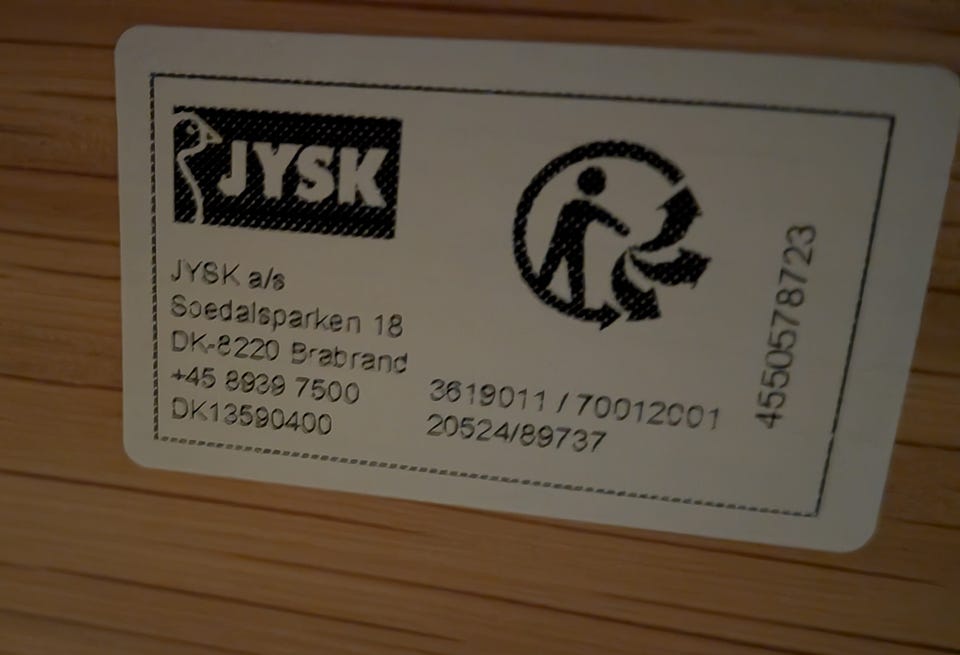 JYSK
JYSK a/s
Soedalsparken 18
DK-8220 Brabrand
+45 8939 7500
DK13590400
3619011 / 70012001
20524/89737
4550578723